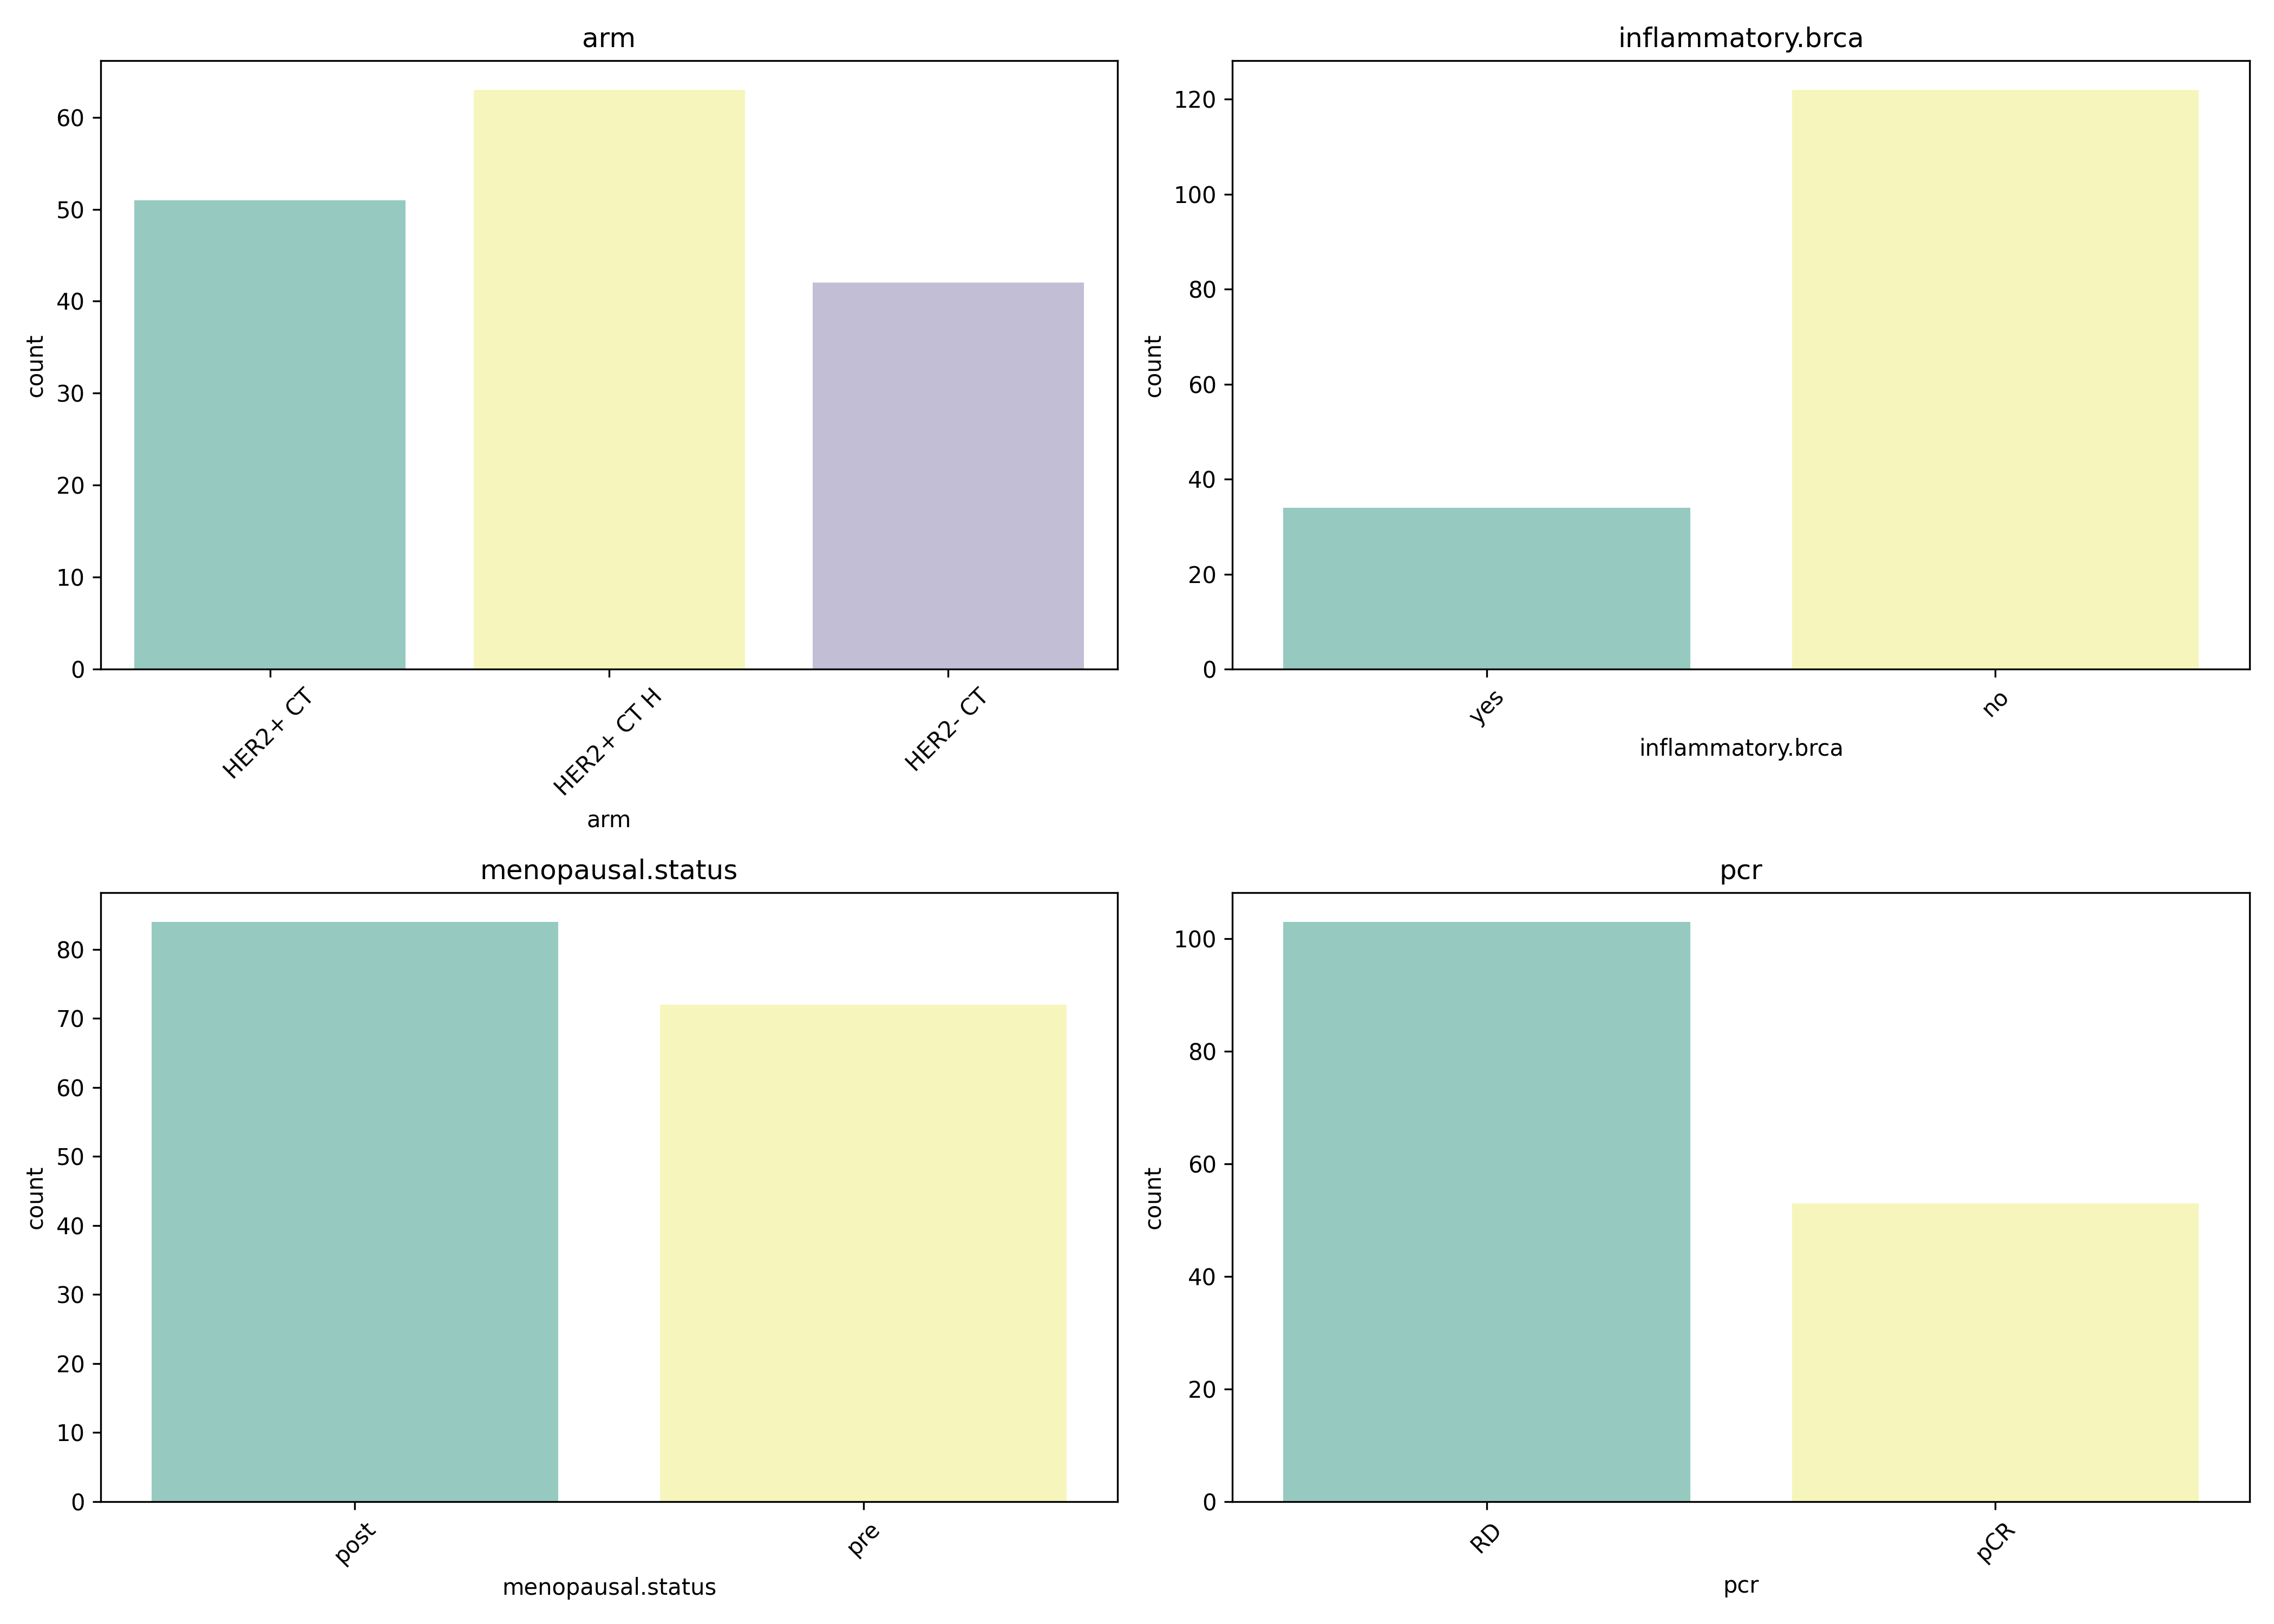 arm
60
50
40
30
20
10
0
count
HER2+ CT
HER2+ CT H
HER2- CT
arm
inflammatory.brca
120
100
80
60
40
20
0
count
yes
no
inflammatory.brca
menopausal.status
80
70
60
50
40
30
20
10
0
count
post
pre
menopausal.status
pcr
100
80
60
40
20
0
count
RD
pCR
pcr